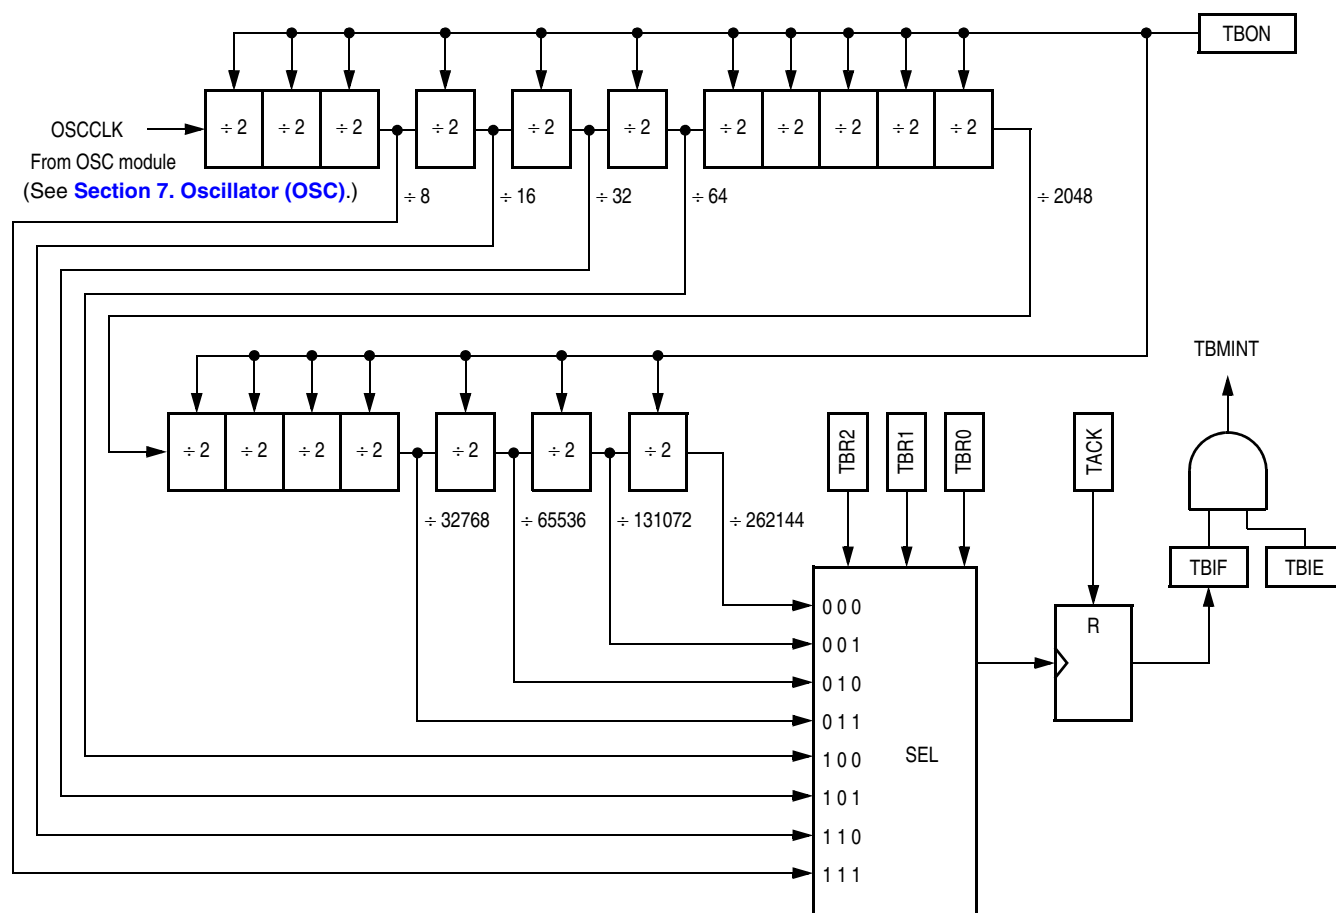 TBON
÷ 2 ÷ 2 ÷ 2 ÷ 2 ÷ 2 ÷ 2 ÷ 2 ÷ 2 ÷ 2 ÷ 2 ÷ 2
OSCCLK
From OSC module
(See Section 7. Oscillator (OSC).)
÷ 8 ÷ 16 ÷ 32 ÷ 64 ÷ 2048
TBMINT
÷ 2 ÷ 2 ÷ 2 ÷ 2 ÷ 2 ÷ 2 ÷ 2
TBR2 TBR1 TBR0 TACK
÷ 32768 ÷ 65536 ÷ 131072 ÷ 262144
TBIF TBIE
0 0 0
R
0 0 1
0 1 0
0 1 1
1 0 0
SEL
1 0 1
1 1 0
1 1 1